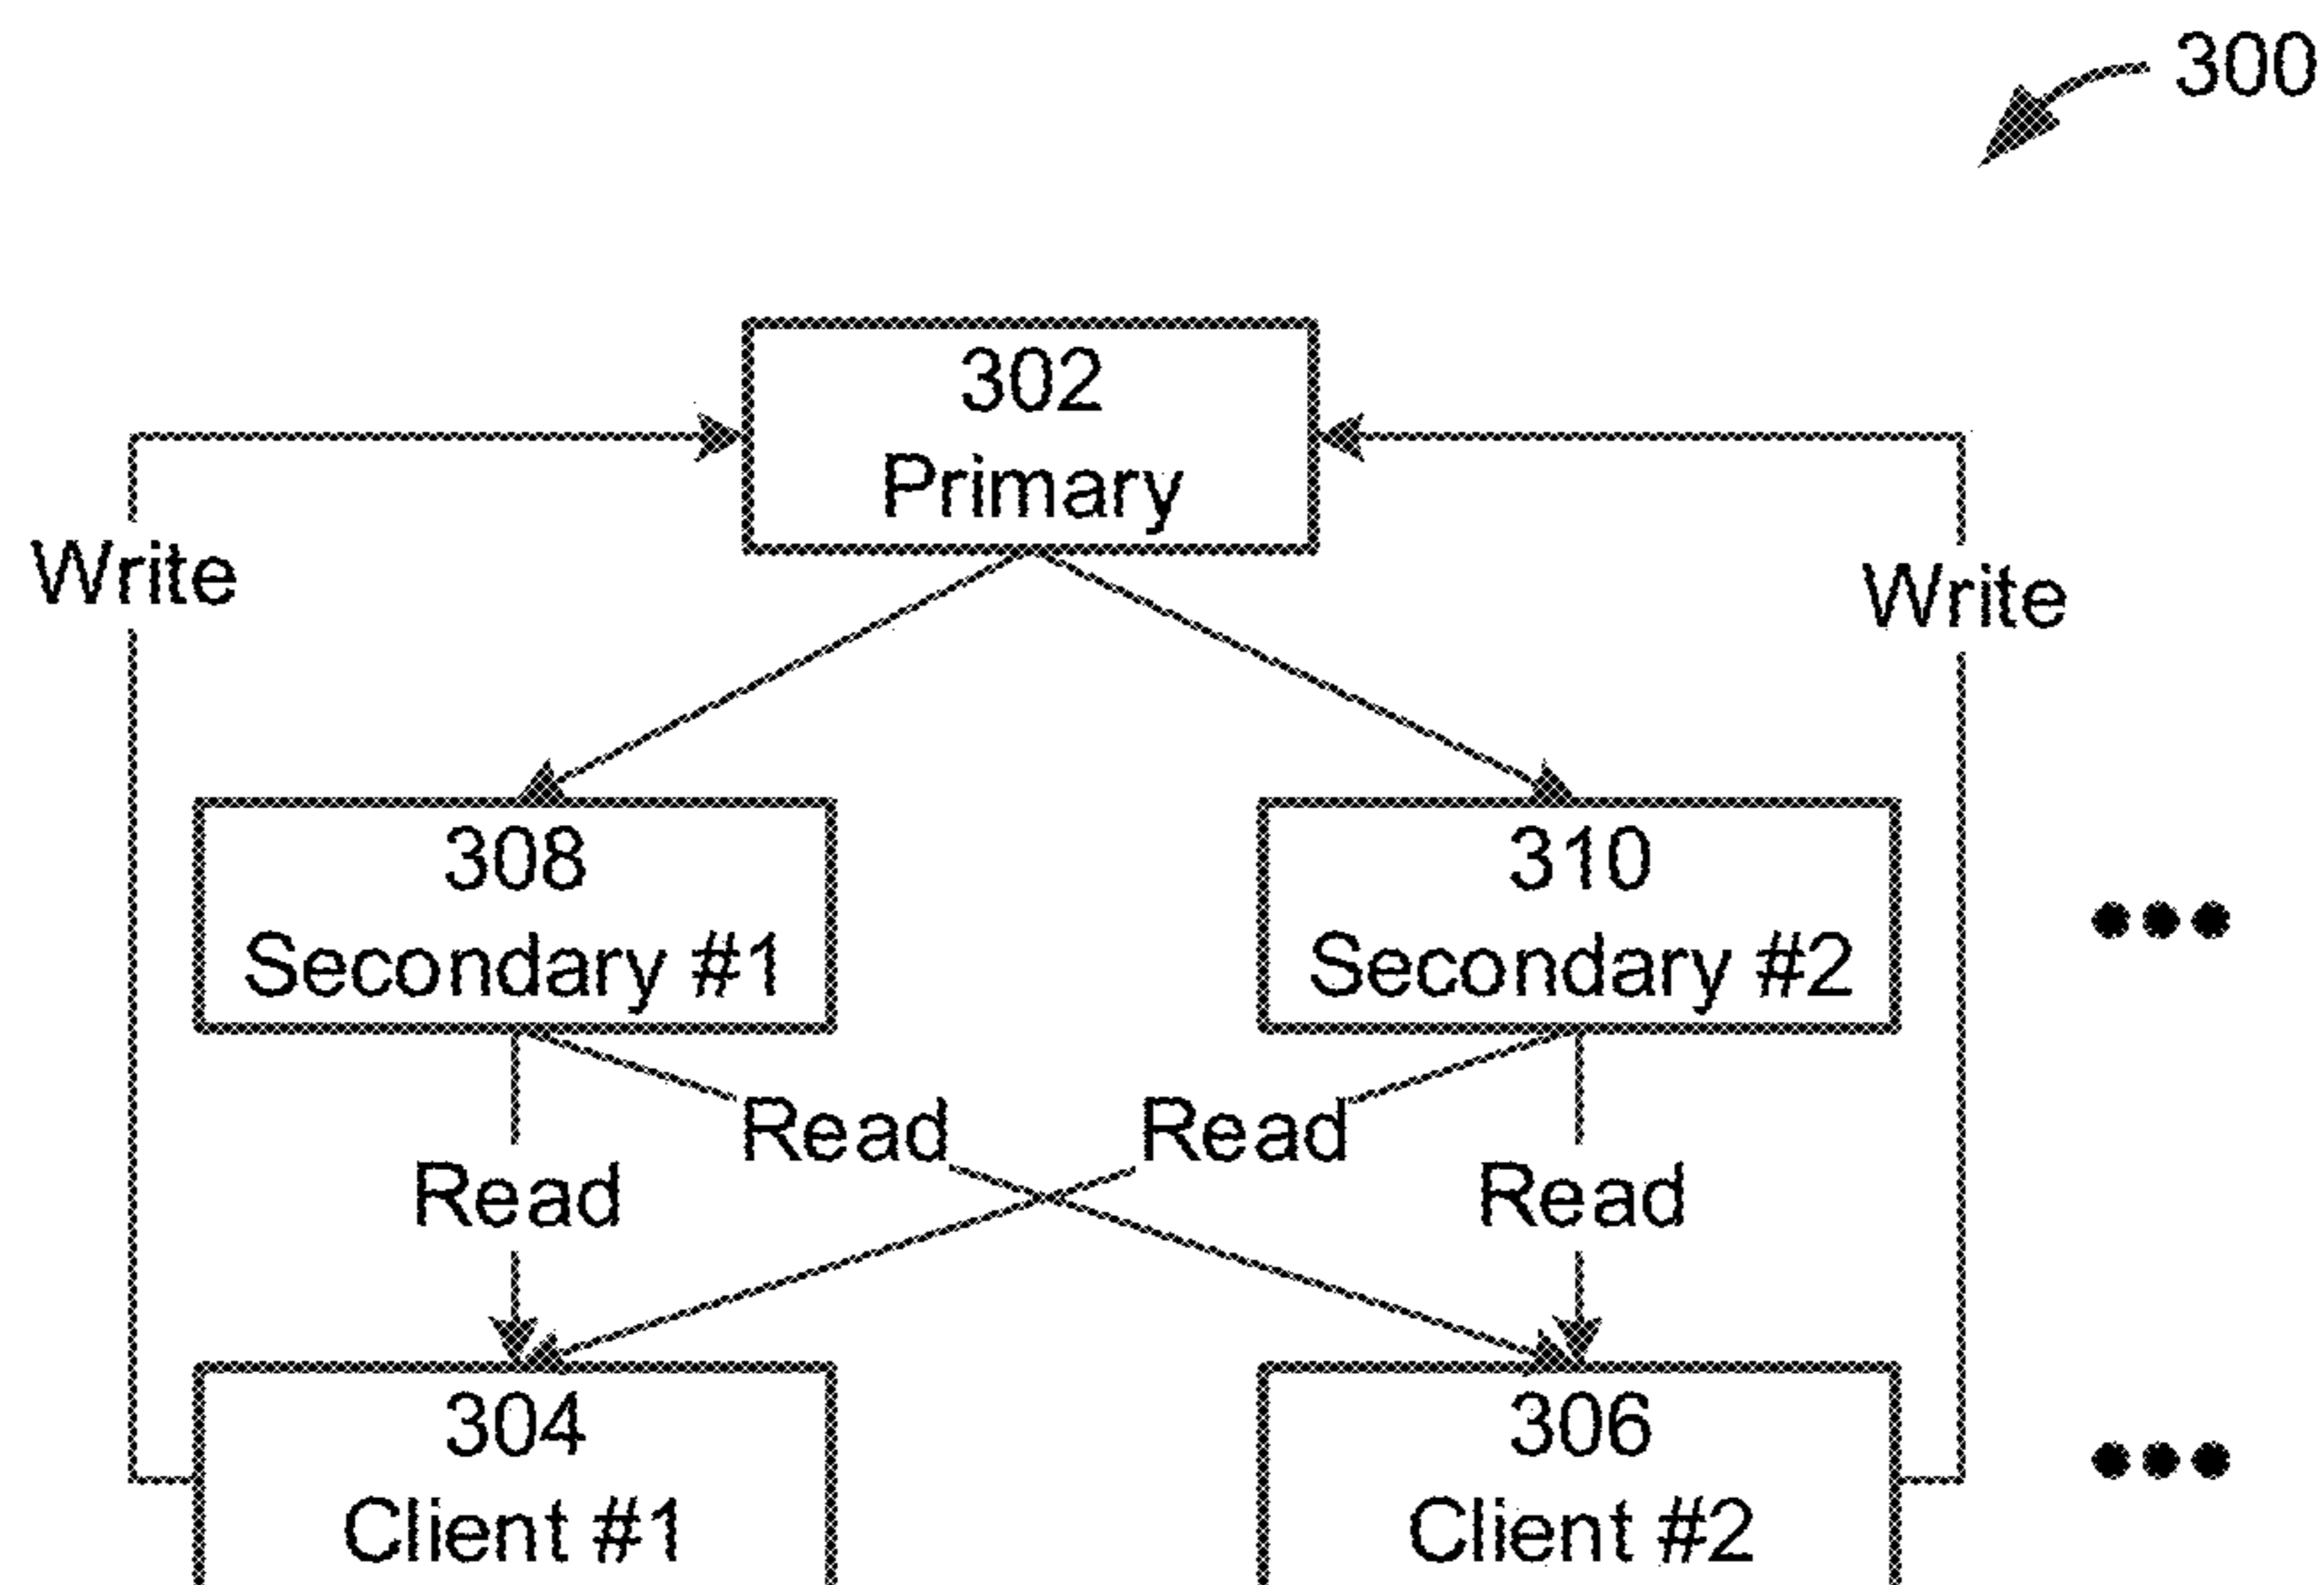 300
302
Primary
Write
Write
308
Secondary #1
310
Secondary #2
•••
Read
Read
Read
Read
304
Client #1
306
Client #2
•••